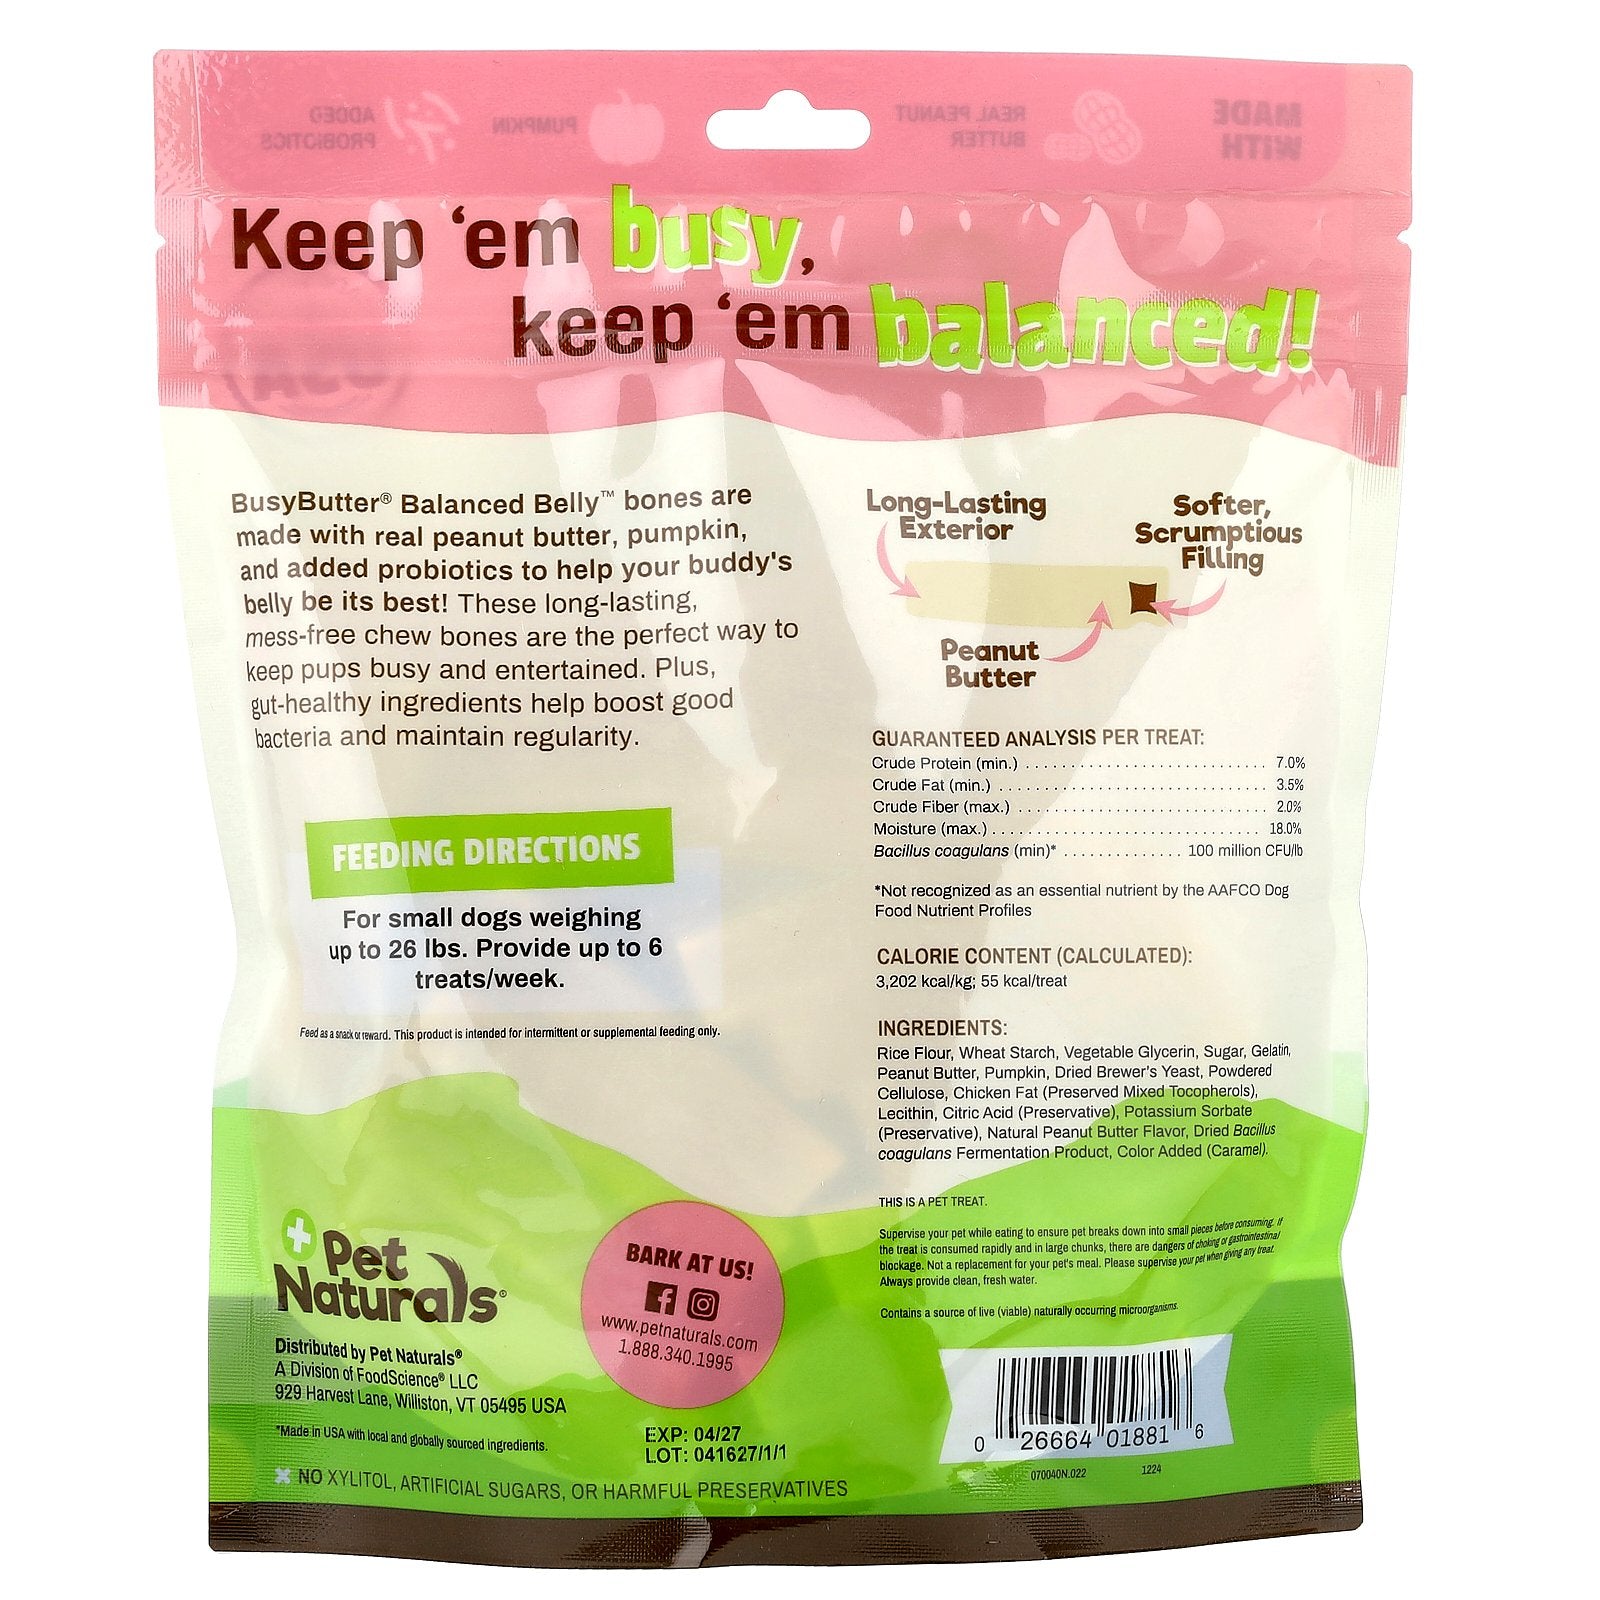 MADE
WITH
REAL PEANUT
BUTTER
PUMPKIN
ADDED
PROBIOTICS
Keep ‘em busy,
keep ‘em balanced!
BusyButter® Balanced Belly™ bones are
made with real peanut butter, pumpkin,
and added probiotics to help your buddy's
belly be its best! These long-lasting,
mess-free chew bones are the perfect way to
keep pups busy and entertained. Plus,
gut-healthy ingredients help boost good
bacteria and maintain regularity.
FEEDING DIRECTIONS
For small dogs weighing
up to 26 lbs. Provide up to 6
treats/week.
Feed as a snack or reward. This product is intended for intermittent or supplemental feeding only.
Long-Lasting
Exterior
Softer,
Scrumptious
Filling
Peanut
Butter
GUARANTEED ANALYSIS PER TREAT:
Crude Protein (min.) 7.0%
Crude Fat (min.) 3.5%
Crude Fiber (max.) 2.0%
Moisture (max.) 18.0%
Bacillus coagulans (min)* 100 million CFU/lb
*Not recognized as an essential nutrient by the AAFCO Dog
Food Nutrient Profiles
CALORIE CONTENT (CALCULATED):
3,202 kcal/kg; 55 kcal/treat
INGREDIENTS:
Rice Flour, Wheat Starch, Vegetable Glycerin, Sugar, Gelatin,
Peanut Butter, Pumpkin, Dried Brewer's Yeast, Powdered
Cellulose, Chicken Fat (Preserved Mixed Tocopherols),
Lecithin, Citric Acid (Preservative), Potassium Sorbate
(Preservative), Natural Peanut Butter Flavor, Dried Bacillus
coagulans Fermentation Product, Color Added (Caramel).
THIS IS A PET TREAT.
Supervise your pet while eating to ensure pet breaks down into small pieces before consuming. If
the treat is consumed rapidly and in large chunks, there are dangers of choking or gastrointestinal
blockage. Not a replacement for your pet's meal. Please supervise your pet when giving any treat.
Always provide clean, fresh water.
Contains a source of live (viable) naturally occurring microorganisms.
Pet
Naturals®
Distributed by Pet Naturals®
A Division of FoodScience® LLC
929 Harvest Lane, Williston, VT 05495 USA
*Made in USA with local and globally sourced ingredients.
NO XYLITOL, ARTIFICIAL SUGARS, OR HARMFUL PRESERVATIVES
BARK AT US!
www.petnaturals.com
1.888.340.1995
EXP: 04/27
LOT: 041627/1/1
0 26664 01881 6
070040N.022 1224